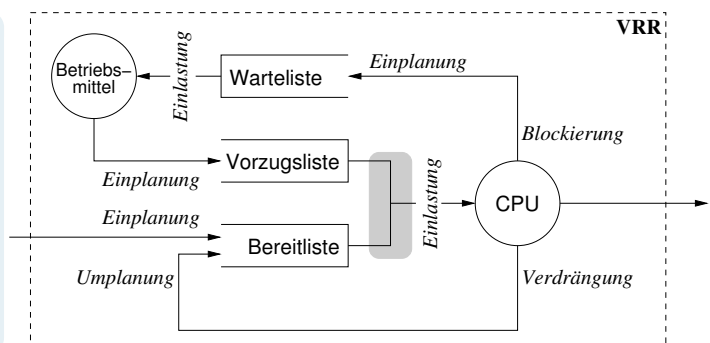 VRR
Betriebs–
mittel
Einlastung
Warteliste
Einplanung
Blockierung
Vorzugsliste
Einplanung
Einplanung
Einlastung
CPU
Bereitliste
Umplanung
Verdrängung